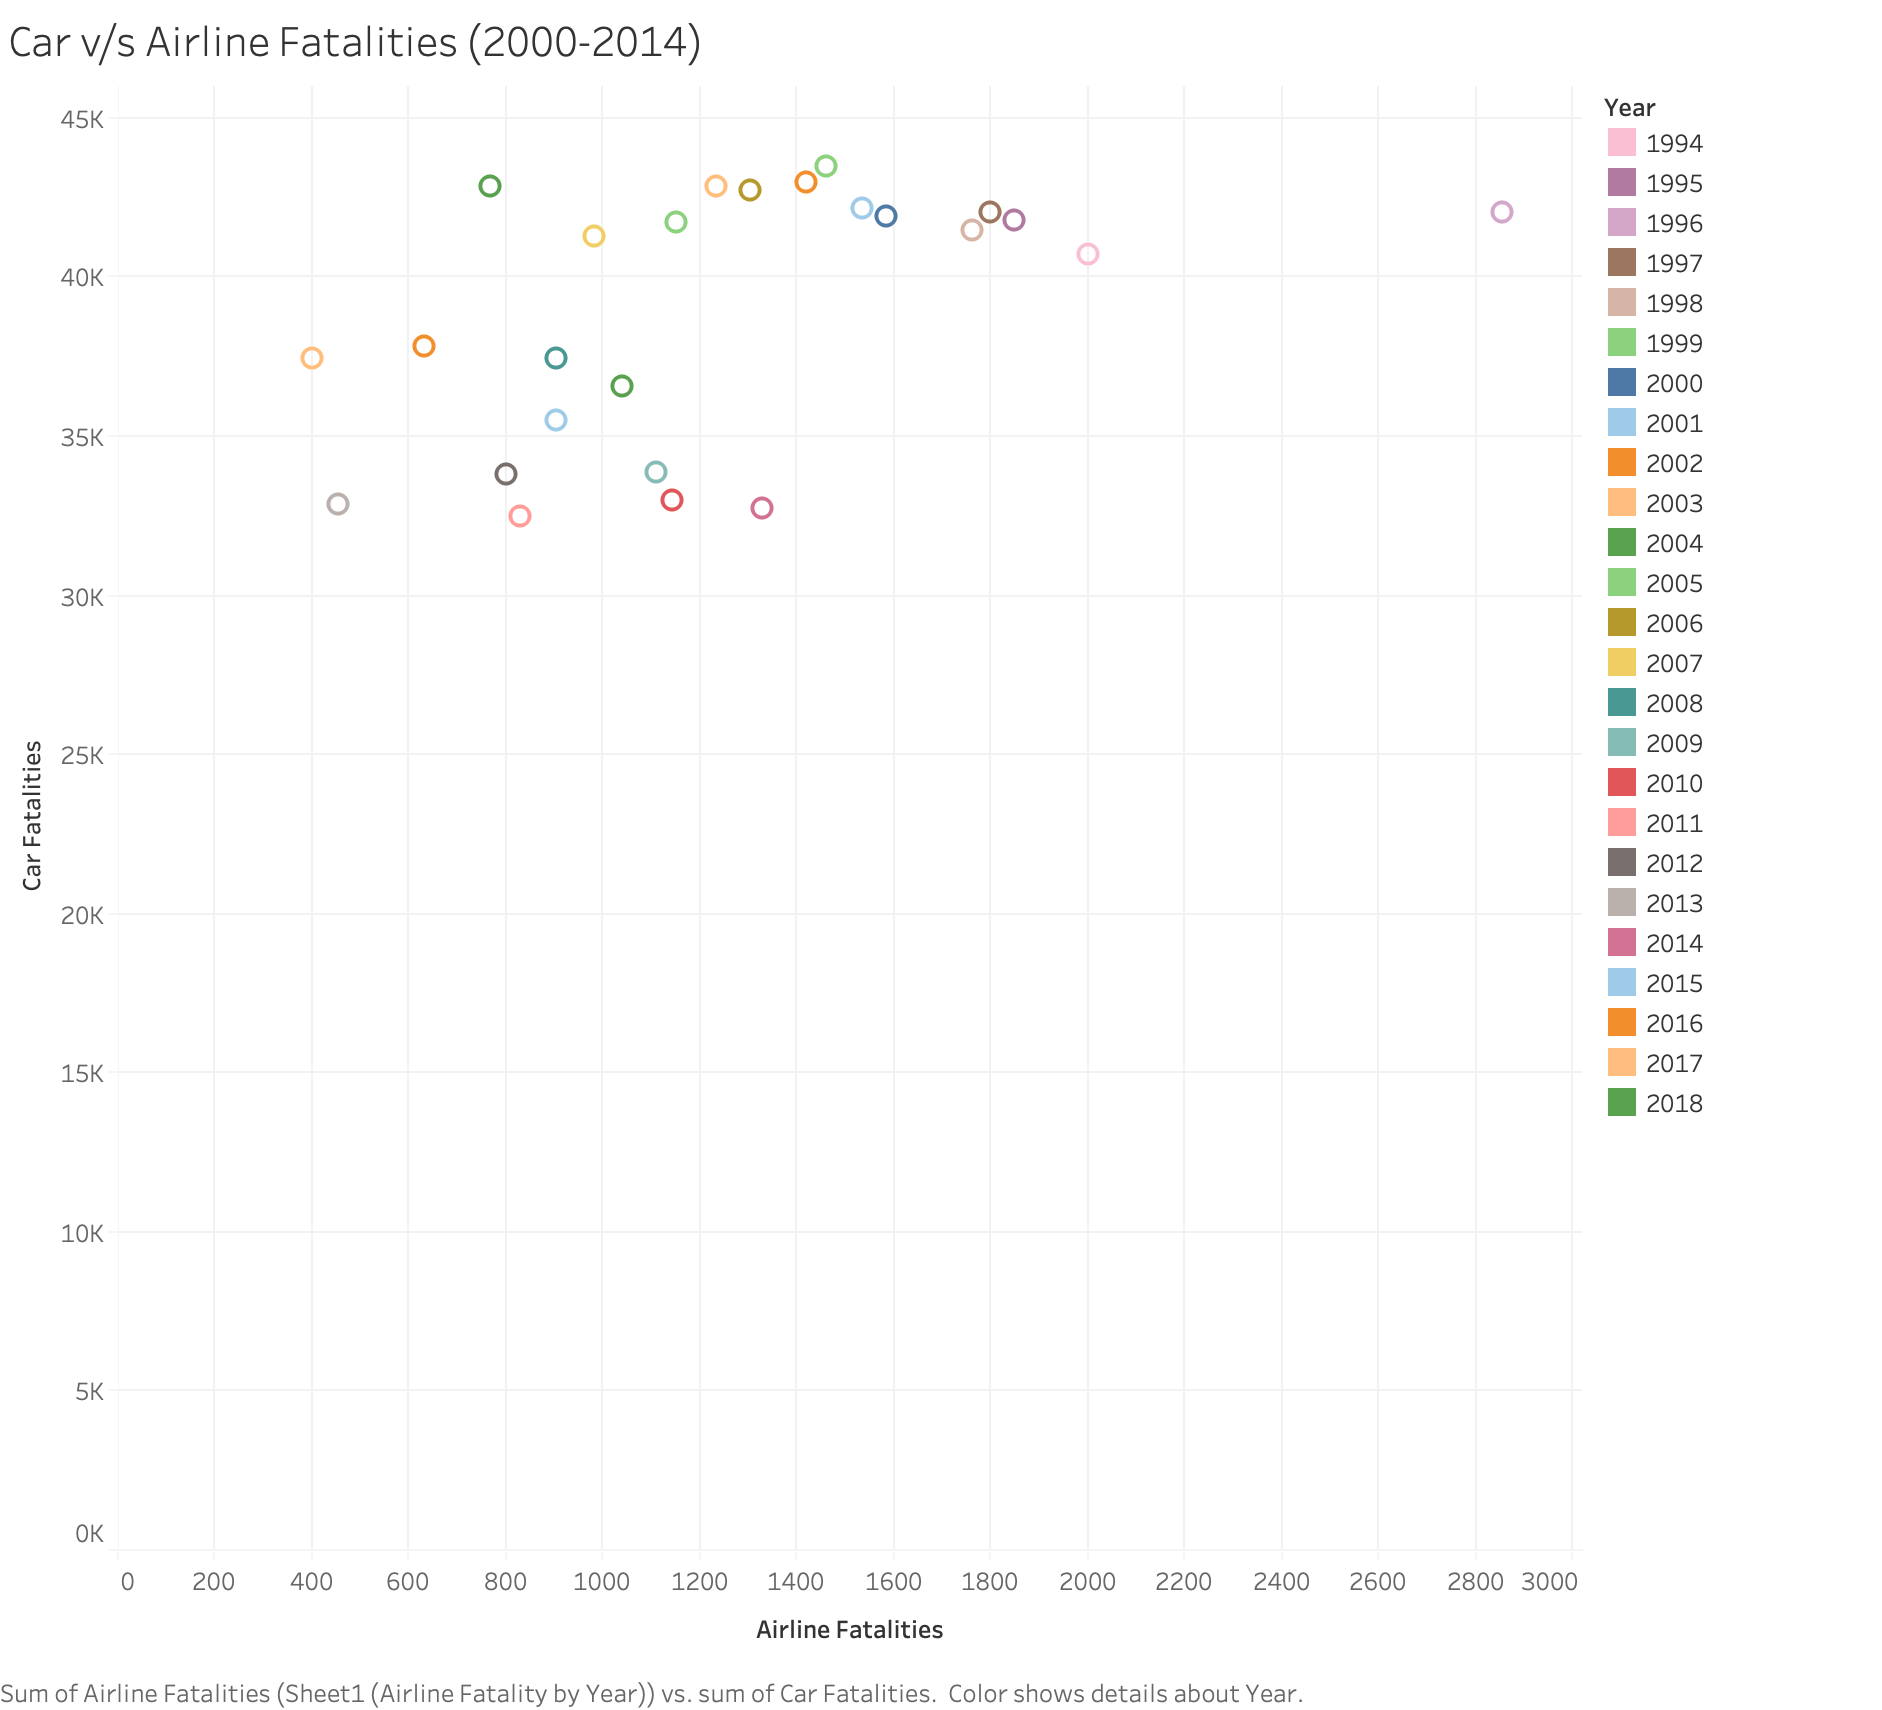 Car v/s Airline Fatalities (2000-2014)
45K
40K
35K
30K
25K
20K
15K
10K
5K
0K
Car Fatalities
0 200 400 600 800 1000 1200 1400 1600 1800 2000 2200 2400 2600 2800 3000
Airline Fatalities
Year
1994
1995
1996
1997
1998
1999
2000
2001
2002
2003
2004
2005
2006
2007
2008
2009
2010
2011
2012
2013
2014
2015
2016
2017
2018
Sum of Airline Fatalities (Sheet1 (Airline Fatality by Year)) vs. sum of Car Fatalities.  Color shows details about Year.